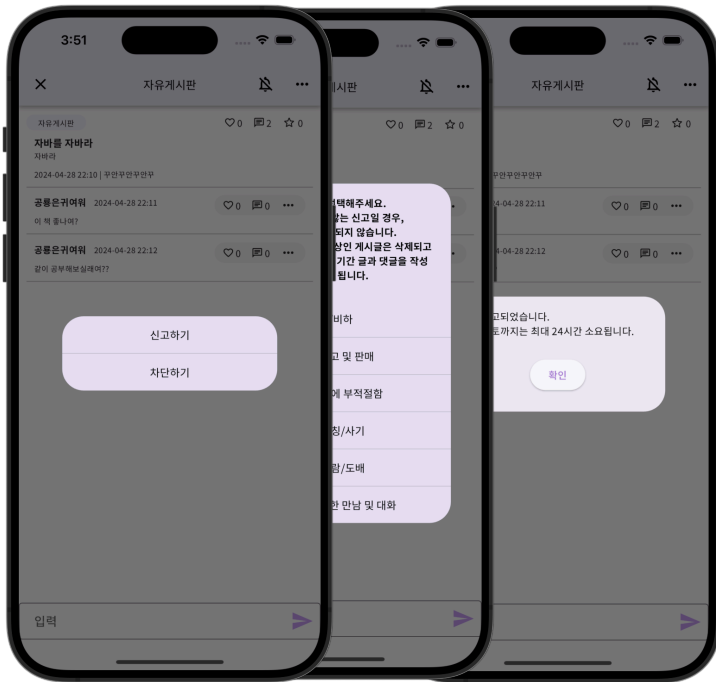 3:51
자유게시판
자유게시판
0 2 0
자바를 자바라
자바라
2024-04-28 22:10 | 꾸안꾸안꾸안꾸
공룡은귀여워 2024-04-28 22:11
0 0
이 책 좋나여?
공룡은귀여워 2024-04-28 22:12
0 0
같이 공부해보실래여??
신고하기
차단하기
입력
시판
0 2 0
택해주세요.
는 신고일 경우,
되지 않습니다.
상인 게시글은 삭제되고
기간 글과 댓글을 작성
됩니다.
비하
고 및 판매
에 부적절함
칭/사기
람/도배
한 만남 및 대화
자유게시판
0 2 0
꾸안꾸안꾸안꾸
4-04-28 22:11
0 0
4-04-28 22:12
0 0
고되었습니다.
토까지는 최대 24시간 소요됩니다.
확인